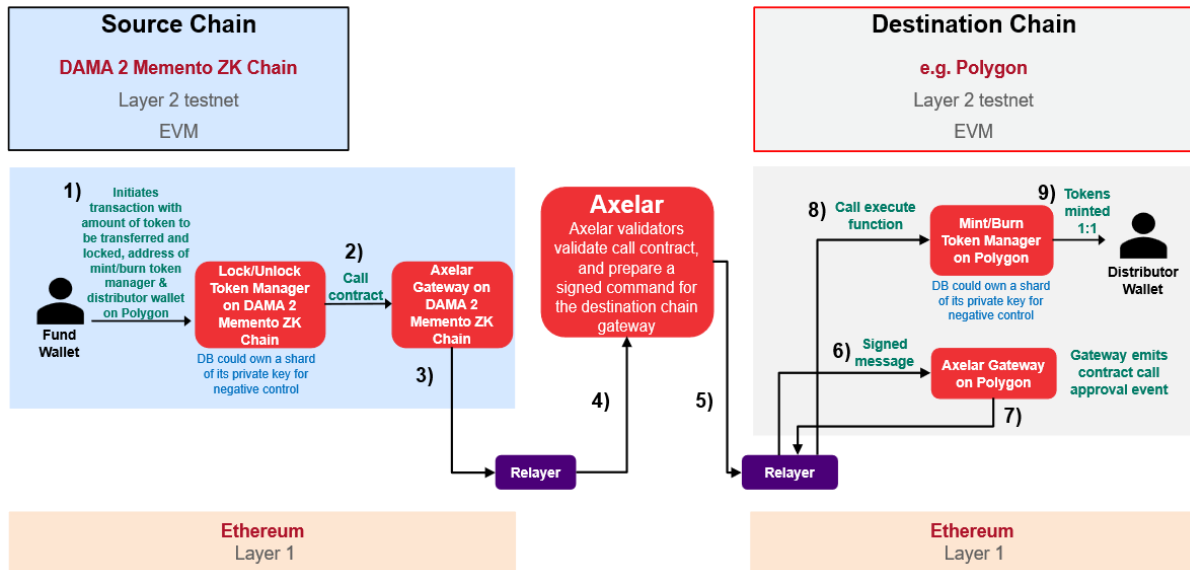 Source Chain
DAMA 2 Memento ZK Chain
Layer 2 testnet
EVM
Destination Chain
e.g. Polygon
Layer 2 testnet
EVM
1)
Initiates
transaction with
amount of token to
be transferred and
locked, address of
mint/burn token
manager &
distributor wallet
on Polygon
Fund
Wallet
Lock/Unlock
Token Manager
on DAMA 2
Memento ZK
Chain
DB could own a shard
of its private key for
negative control
2)
Call
contract
Axelar
Gateway on
DAMA 2
Memento ZK
Chain
3)
Relayer
4)
Axelar
Axelar validators
validate call contract,
and prepare a
signed command for
the destination chain
gateway
5)
Relayer
6)
Signed
message
Axelar Gateway
on Polygon
Gateway emits
contract call
approval event
7)
8)
Call execute
function
Mint/Burn
Token Manager
on Polygon
DB could own a shard
of its private key for
negative control
9)
Tokens
minted
1:1
Distributor
Wallet
Ethereum
Layer 1
Ethereum
Layer 1